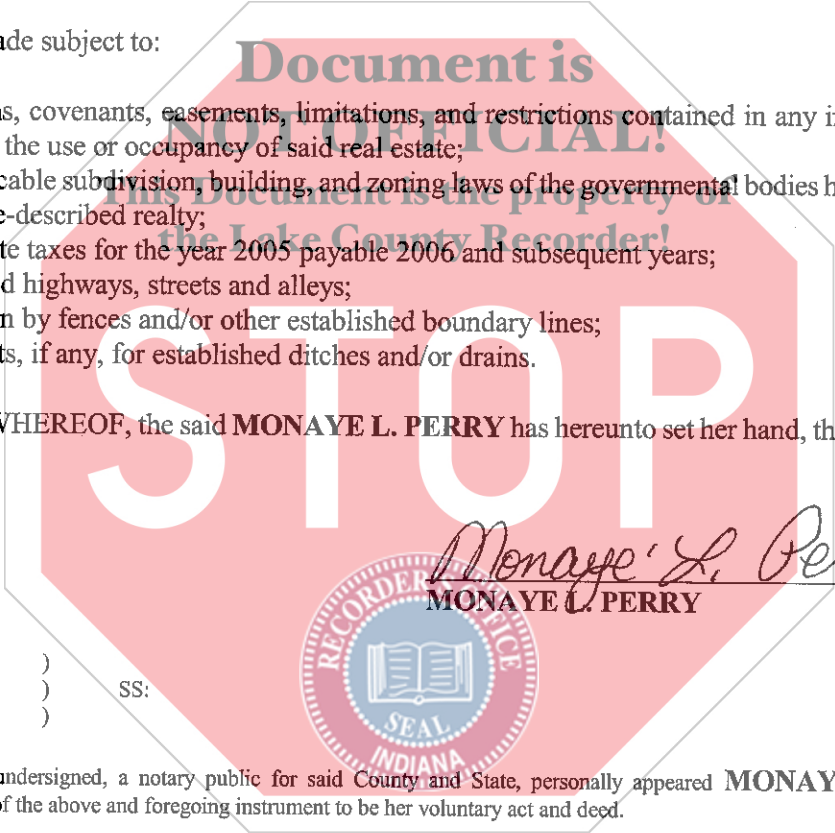 ade subject to:
Document is
s, covenants, easements, limitations, and restrictions contained in any i
NOT OFFICIAL!
the use or occupancy of said real estate;
cable subdivision, building, and zoning laws of the governmental bodies h
This Document is the property of
e-described realty;
the Lake County Recorder!
te taxes for the year 2005 payable 2006 and subsequent years;
d highways, streets and alleys;
n by fences and/or other established boundary lines;
ts, if any, for established ditches and/or drains.
STOP
WHEREOF, the said MONAYE L. PERRY has hereunto set her hand, th
Monaye' L. Pe
MONAYE L. PERRY
RECORDER'S OFFICE
)
) SS:
)
SEAL
INDIANA
undersigned, a notary public for said County and State, personally appeared MONAY
of the above and foregoing instrument to be her voluntary act and deed.